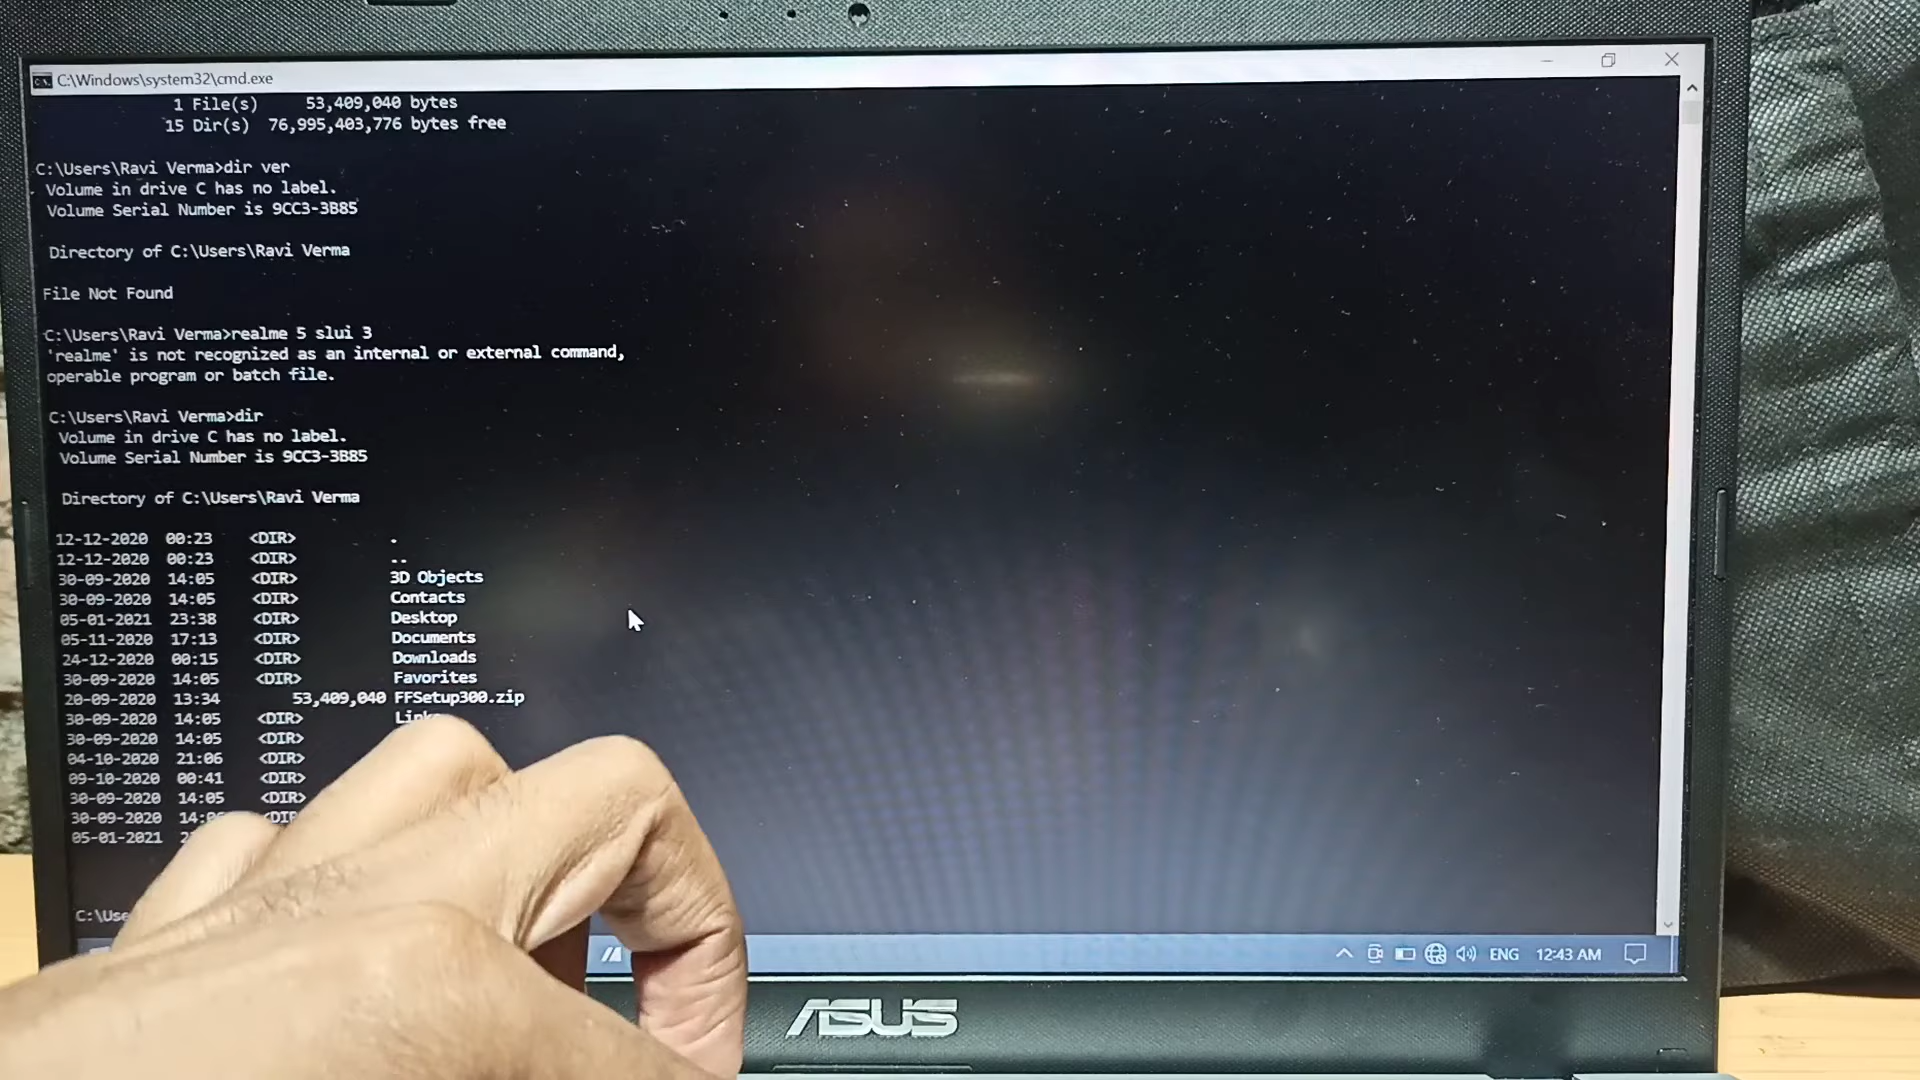 C:\Windows\system32\cmd.exe
1 File(s) 53,409,040 bytes
15 Dir(s) 76,995,403,776 bytes free
C:\Users\Ravi Verma>dir ver
Volume in drive C has no label.
Volume Serial Number is 9CC3-3B85
Directory of C:\Users\Ravi Verma
File Not Found
C:\Users\Ravi Verma>realme 5 slui 3
'realme' is not recognized as an internal or external command,
operable program or batch file.
C:\Users\Ravi Verma>dir
Volume in drive C has no label.
Volume Serial Number is 9CC3-3B85
Directory of C:\Users\Ravi Verma
12-12-2020 00:23 <DIR> .
12-12-2020 00:23 <DIR> ..
30-09-2020 14:05 <DIR> 3D Objects
30-09-2020 14:05 <DIR> Contacts
05-01-2021 23:38 <DIR> Desktop
05-11-2020 17:13 <DIR> Documents
24-12-2020 00:15 <DIR> Downloads
30-09-2020 14:05 <DIR> Favorites
20-09-2020 13:34 53,409,040 FFSetup300.zip
30-09-2020 14:05 <DIR> Links
30-09-2020 14:05 <DIR>
04-10-2020 21:06 <DIR>
09-10-2020 00:41 <DIR>
30-09-2020 14:05 <DIR>
30-09-2020 <DIR
05-01-2021
C:\Use
ENG 12:43 AM
ASUS